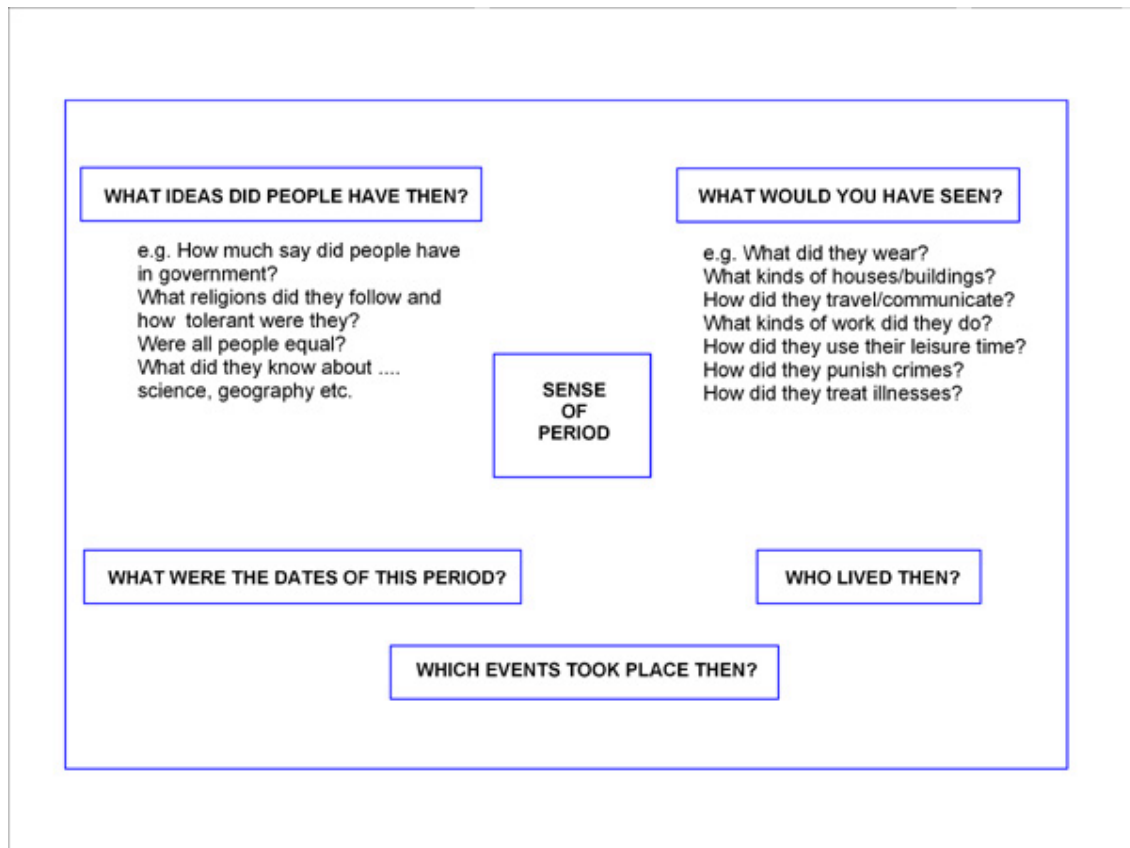 WHAT IDEAS DID PEOPLE HAVE THEN?
e.g. How much say did people have
in government?
What religions did they follow and
how tolerant were they?
Were all people equal?
What did they know about ....
science, geography etc.
WHAT WOULD YOU HAVE SEEN?
e.g. What did they wear?
What kinds of houses/buildings?
How did they travel/communicate?
What kinds of work did they do?
How did they use their leisure time?
How did they punish crimes?
How did they treat illnesses?
SENSE
OF
PERIOD
WHAT WERE THE DATES OF THIS PERIOD?
WHO LIVED THEN?
WHICH EVENTS TOOK PLACE THEN?